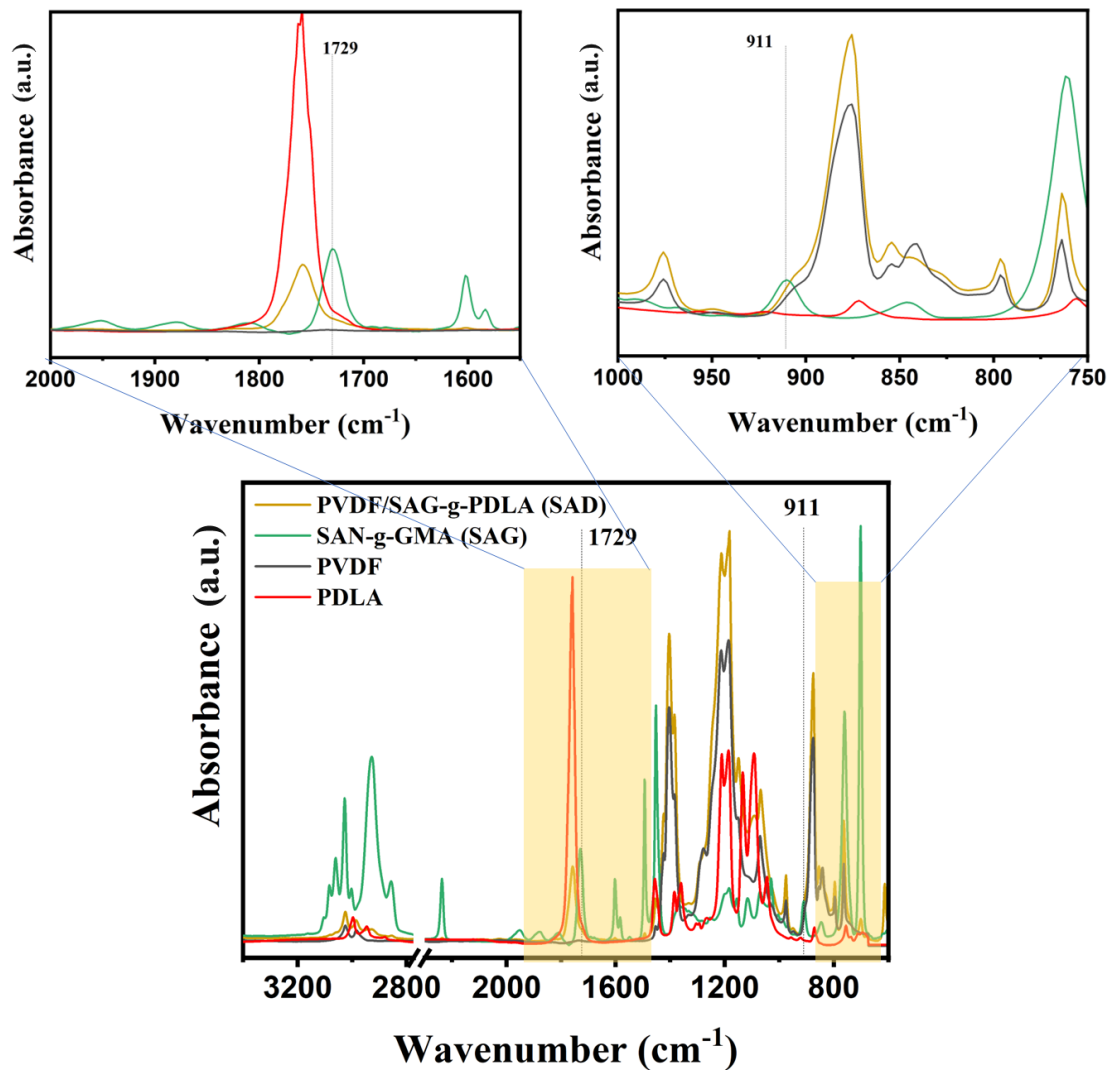 Absorbance (a.u.)
1729
2000 1900 1800 1700 1600
Wavenumber (cm-1)
Absorbance (a.u.)
911
1000 950 900 850 800 750
Wavenumber (cm-1)
Absorbance (a.u.)
PVDF/SAG-g-PDLA (SAD)
SAN-g-GMA (SAG)
PVDF
PDLA
1729
911
3200 2800 2000 1600 1200 800
Wavenumber (cm-1)